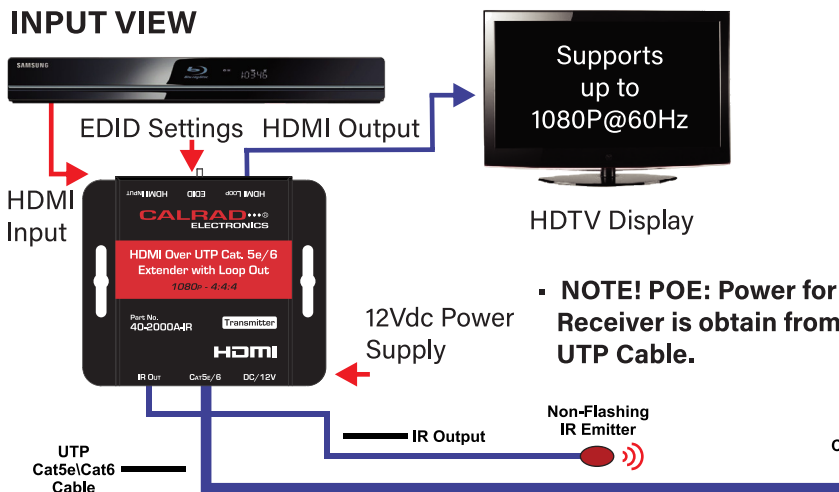 INPUT VIEW
SAMSUNG
10346
Supports
up to
1080P@60Hz
EDID Settings
HDMI Output
HDMI
Input
HDMI INPUT
EDID
HDMI LOOP
CALRAD
ELECTRONICS
HDMI Over UTP Cat. 5e/6
Extender with Loop Out
1080P - 4:4:4
Part No.
40-2000A-IR
Transmitter
HDMI
IR OUT
CAT5E/6
DC/12V
HDTV Display
12Vdc Power
Supply
▪ NOTE! POE: Power for
Receiver is obtain from
UTP Cable.
IR Output
Non-Flashing
IR Emitter
UTP
Cat5e\Cat6
Cable